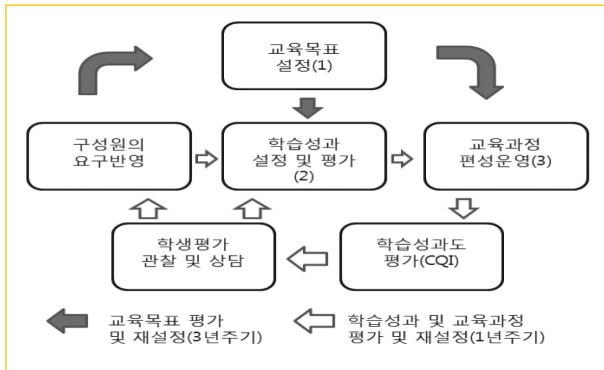 교육목표
설정(1)
구성원의
요구반영
학습성과
설정 및 평가
(2)
교육과정
편성운영(3)
학생평가
관찰 및 상담
학습성과도
평가(CQI)
교육목표 평가
및 재설정(3년주기)
학습성과 및 교육과정
평가 및 재설정(1년주기)